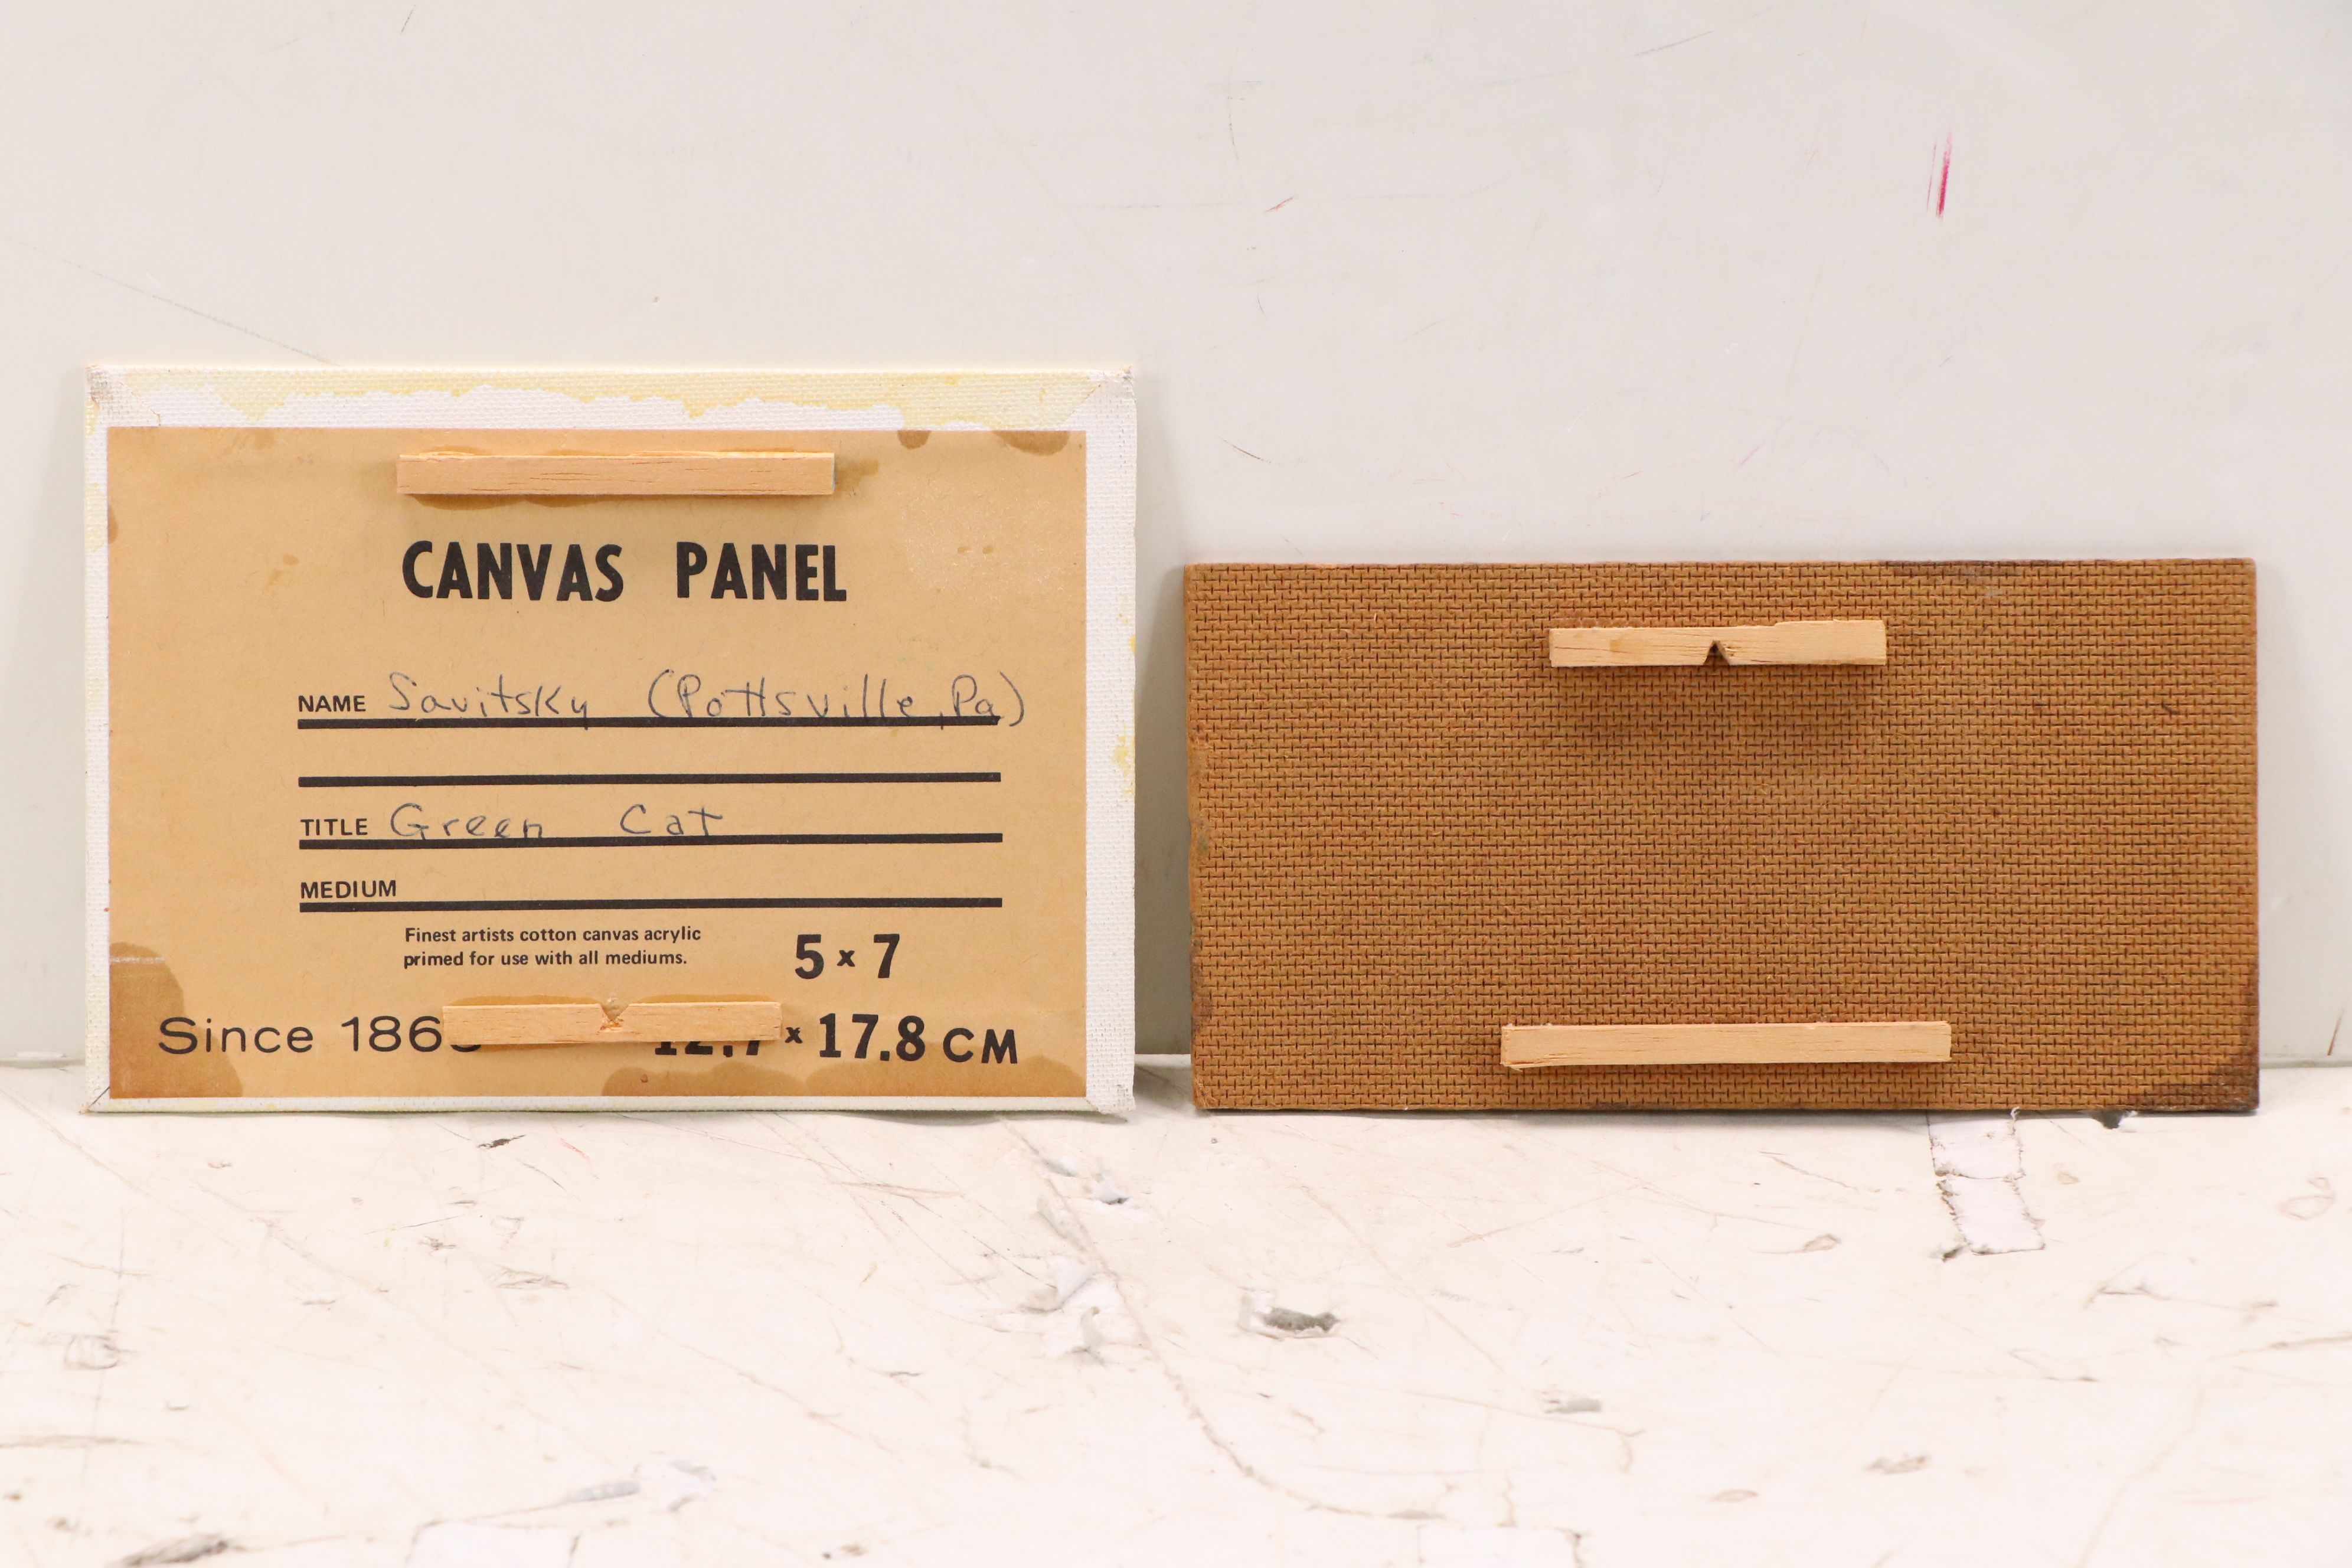 CANVAS PANEL
NAME Savitsky (Pottsville, Pa)
TITLE Green Cat
MEDIUM
Finest artists cotton canvas acrylic
primed for use with all mediums.
5 x 7
Since x 17.8 CM